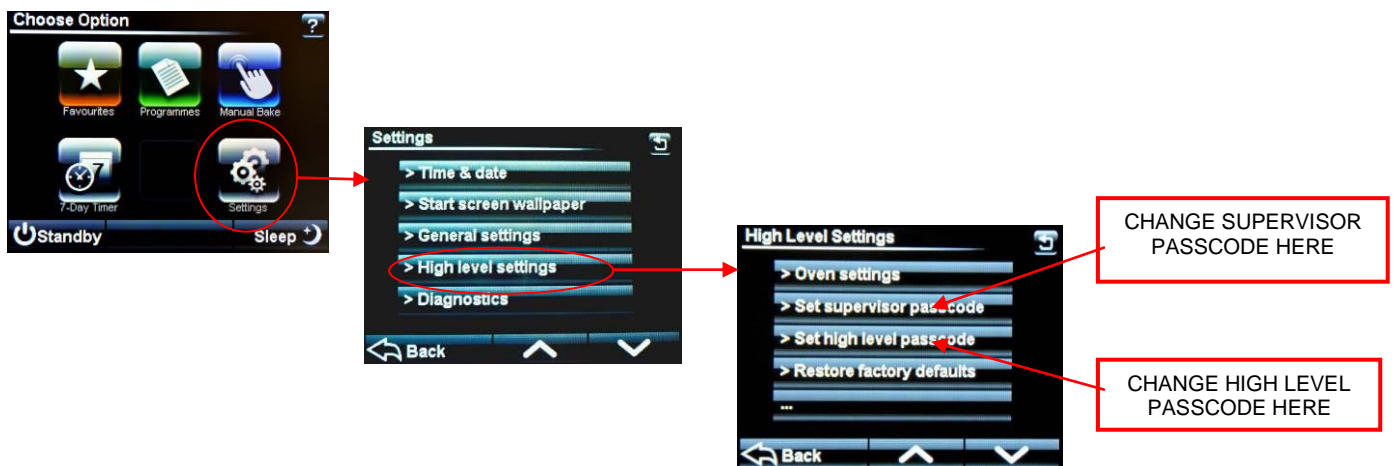 Choose Option
?
Favourites
Programmes
Manual Bake
7
7-Day Timer
Settings
Standby
Sleep
Settings
> Time & date
> Start screen wallpaper
> General settings
> High level settings
> Diagnostics
Back
High Level Settings
> Oven settings
> Set supervisor passcode
> Set high level passcode
> Restore factory defaults
...
Back
CHANGE SUPERVISOR
PASSCODE HERE
CHANGE HIGH LEVEL
PASSCODE HERE